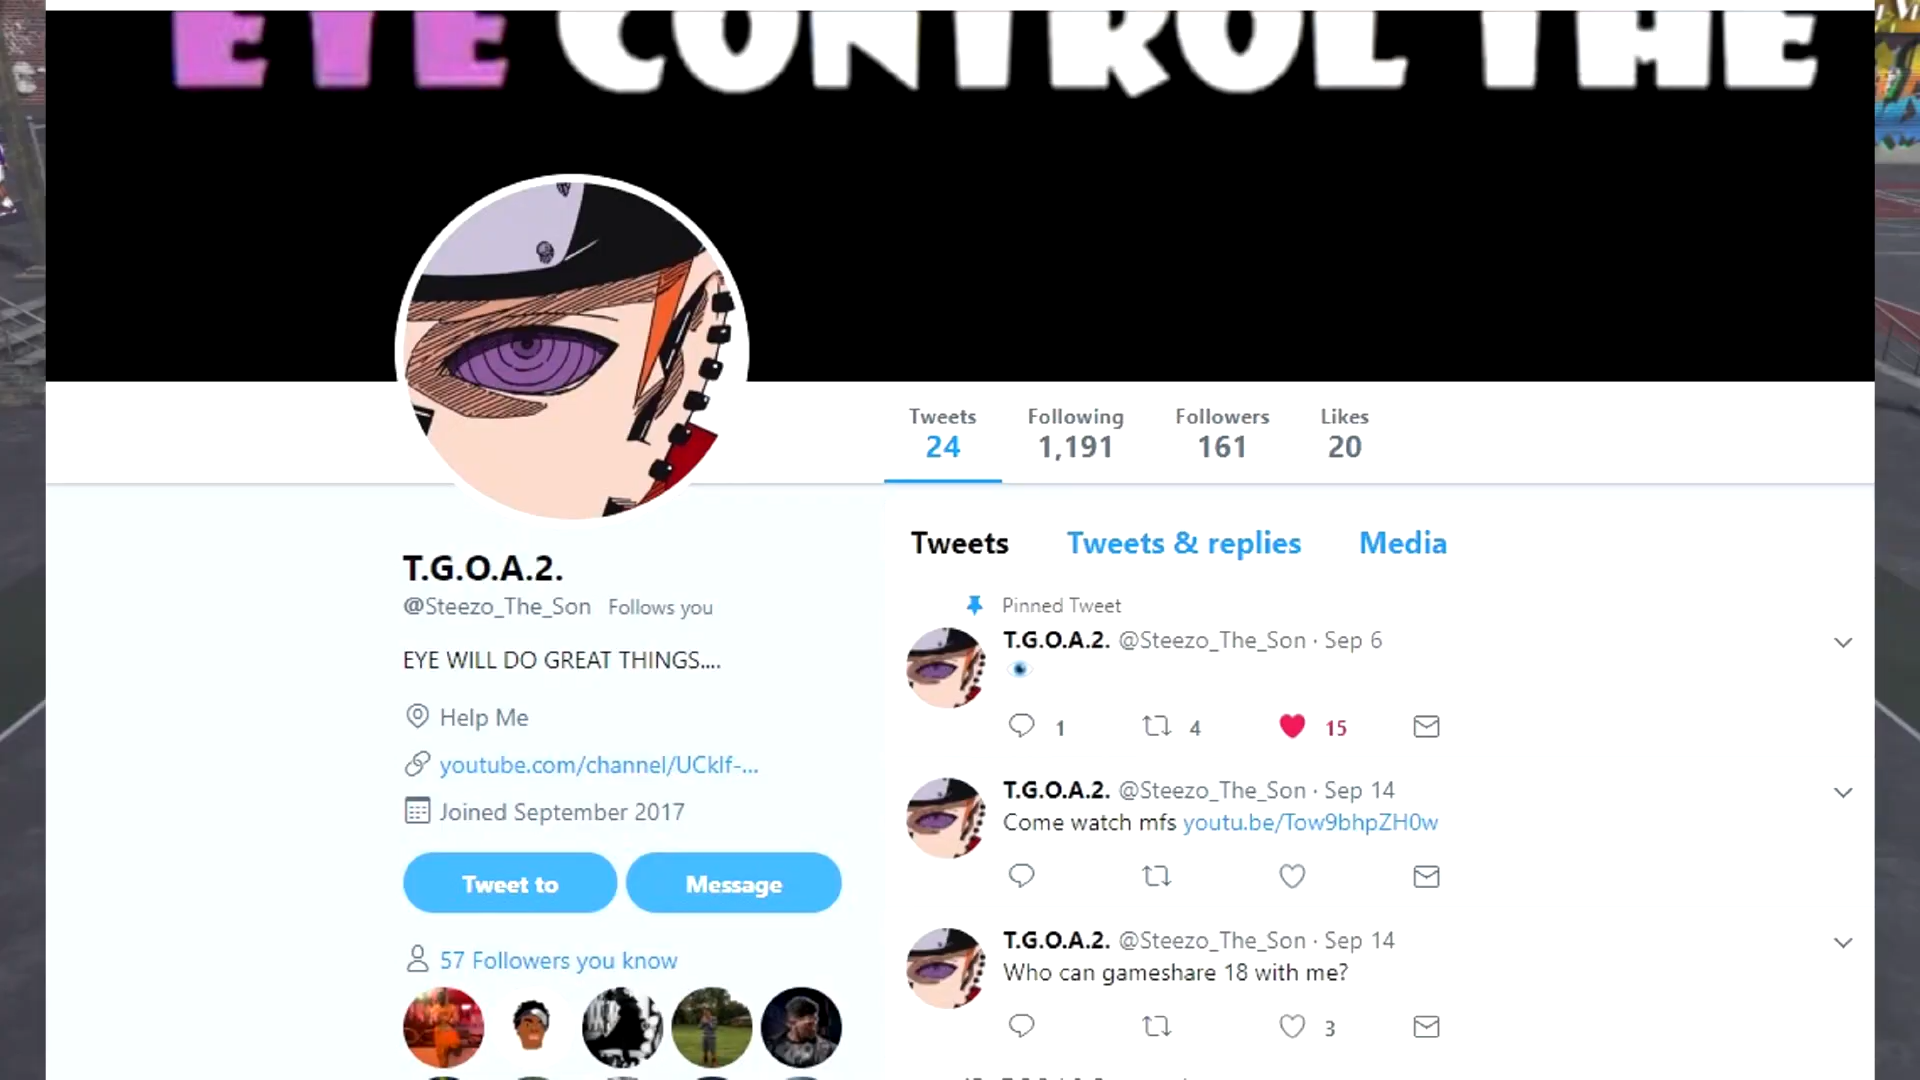 EYE CONTROL THE
Tweets
24
Following
1,191
Followers
161
Likes
20
T.G.O.A.2.
@Steezo_The_Son Follows you
EYE WILL DO GREAT THINGS....
Help Me
youtube.com/channel/UCkIf-...
Joined September 2017
Tweet to Message
57 Followers you know
Tweets Tweets & replies Media
Pinned Tweet
T.G.O.A.2. @Steezo_The_Son · Sep 6
1 4 15
T.G.O.A.2. @Steezo_The_Son · Sep 14
Come watch mfs youtu.be/Tow9bhpZH0w
T.G.O.A.2. @Steezo_The_Son · Sep 14
Who can gameshare 18 with me?
3